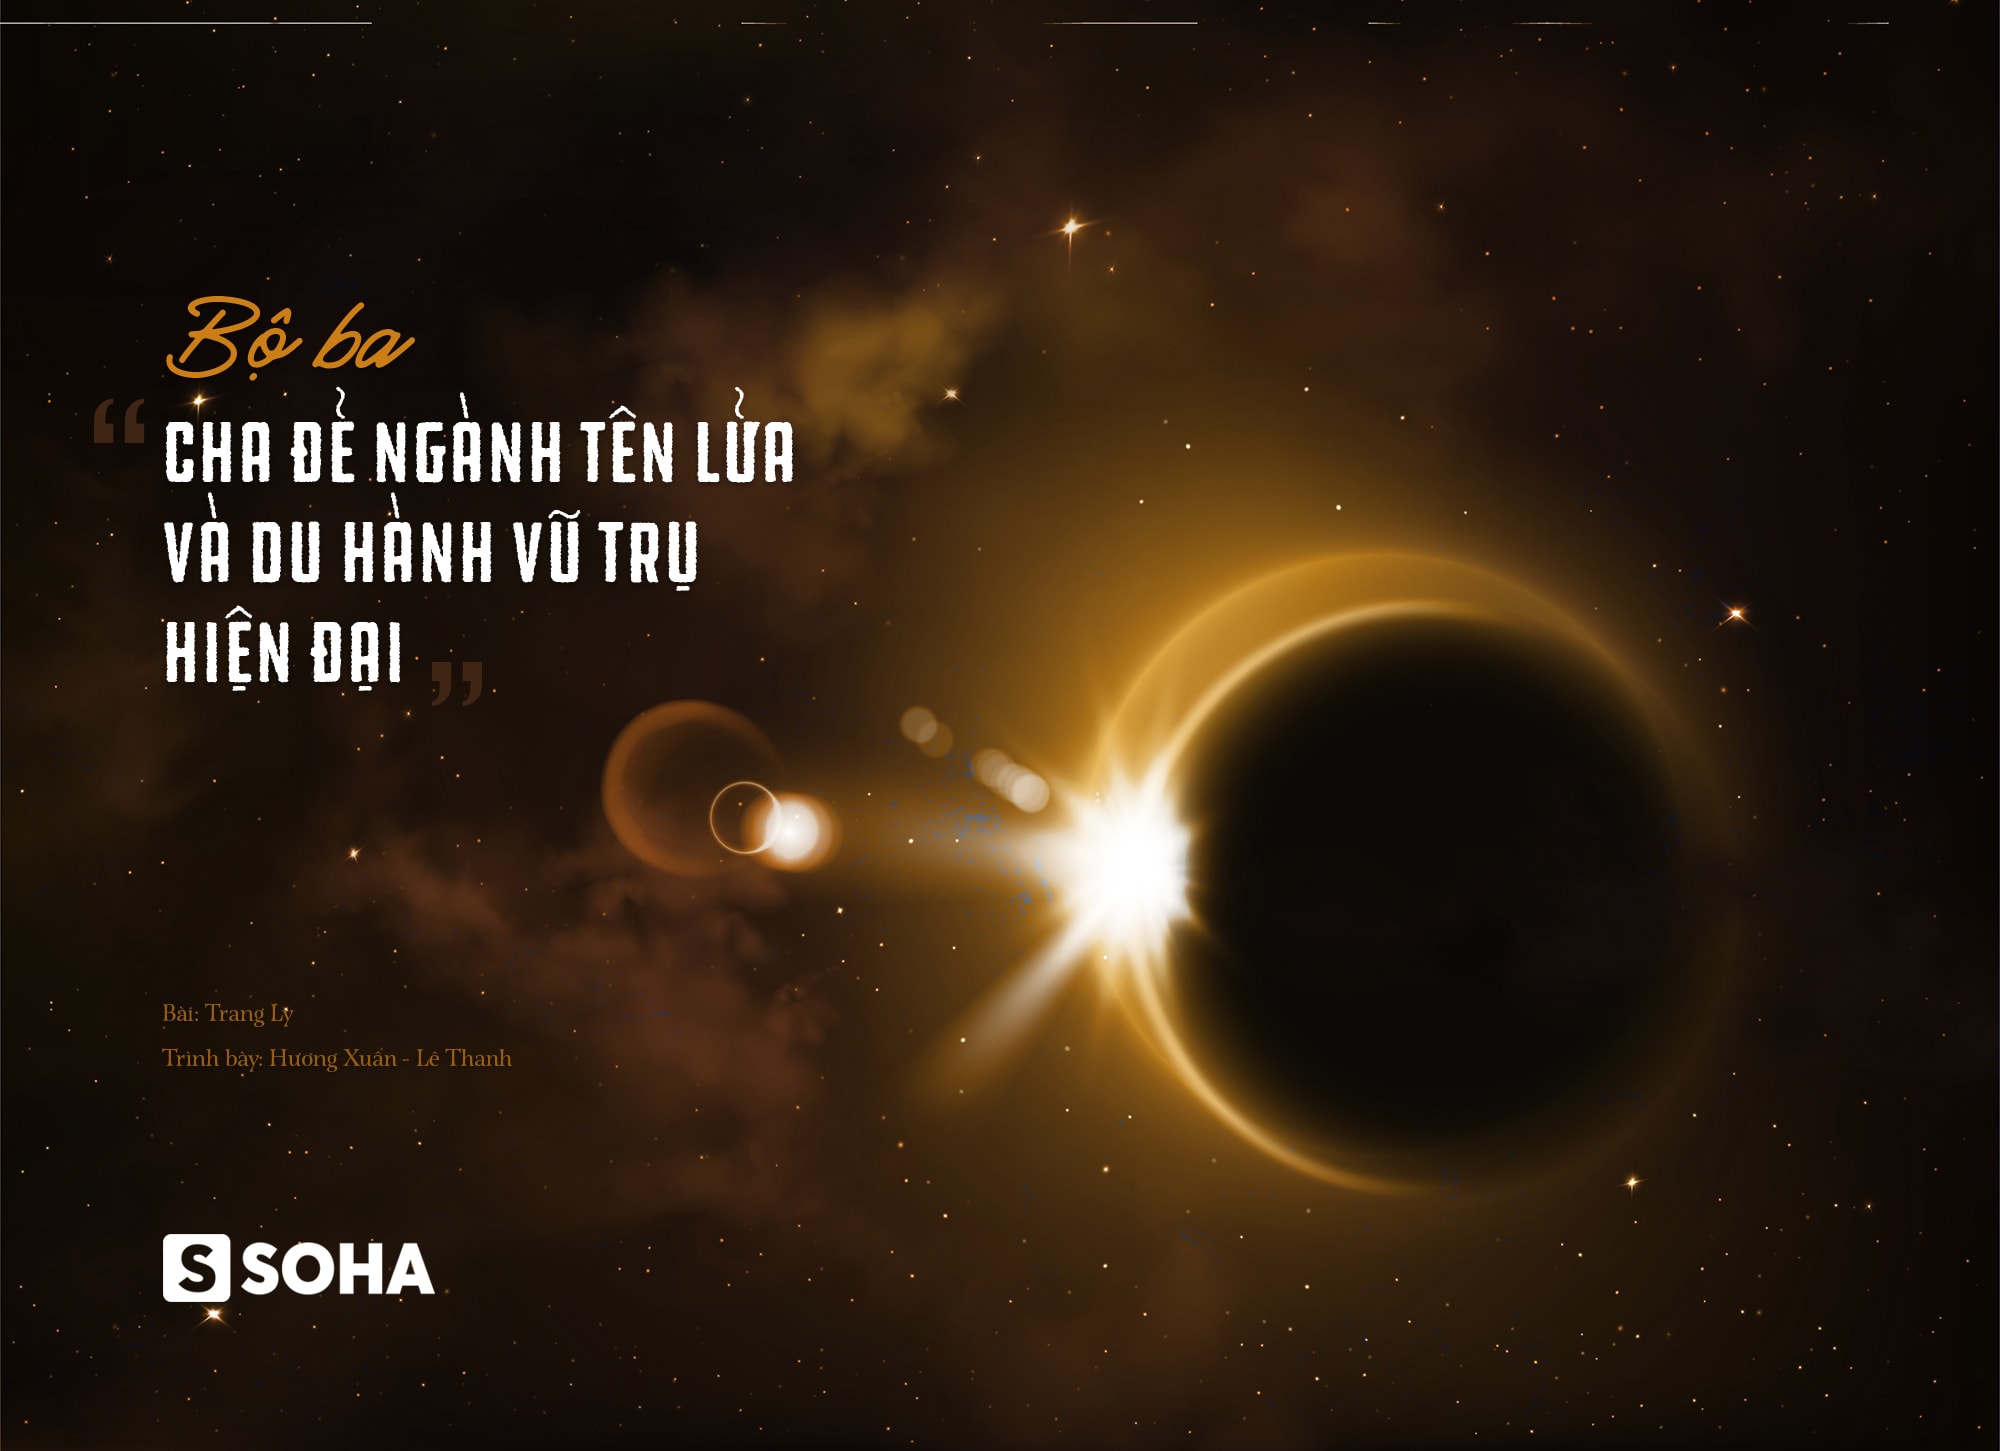 Bộ ba
“CHA ĐẺ NGÀNH TÊN LỬA
VÀ DU HÀNH VŨ TRỤ
HIỆN ĐẠI”
Bài: Trang Ly
Trình bày: Hương Xuân - Lê Thanh
S SOHA